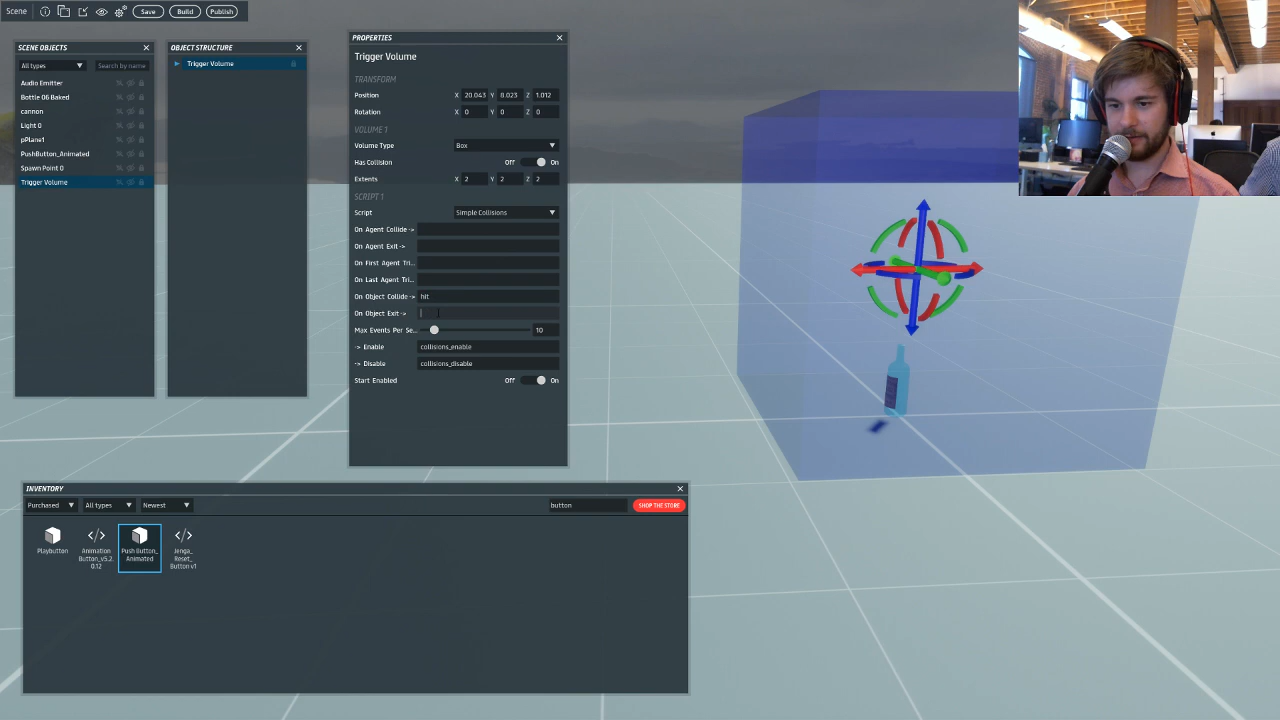 Scene Save Build Publish
SCENE OBJECTS
All types Search by name
Audio Emitter
Bottle 06 Baked
cannon
Light 0
pPlane1
PushButton_Animated
Spawn Point 0
Trigger Volume
OBJECT STRUCTURE
Trigger Volume
PROPERTIES
Trigger Volume
TRANSFORM
Position X 20.043 Y 8.023 Z 1.012
Rotation X 0 Y 0 Z 0
VOLUME 1
Volume Type Box
Has Collision Off On
Extents X 2 Y 2 Z 2
SCRIPT 1
Script Simple Collisions
On Agent Collide ->
On Agent Exit ->
On First Agent Tri...
On Last Agent Tri...
On Object Collide -> hit
On Object Exit ->
Max Events Per Se... 10
-> Enable collisions_enable
-> Disable collisions_disable
Start Enabled Off On
INVENTORY
Purchased All types Newest button SHOP THE STORE
Playbutton
Animation
Button_v5.2.
0.12
Push Button_
Animated
Jenga_
Reset_
Button v1